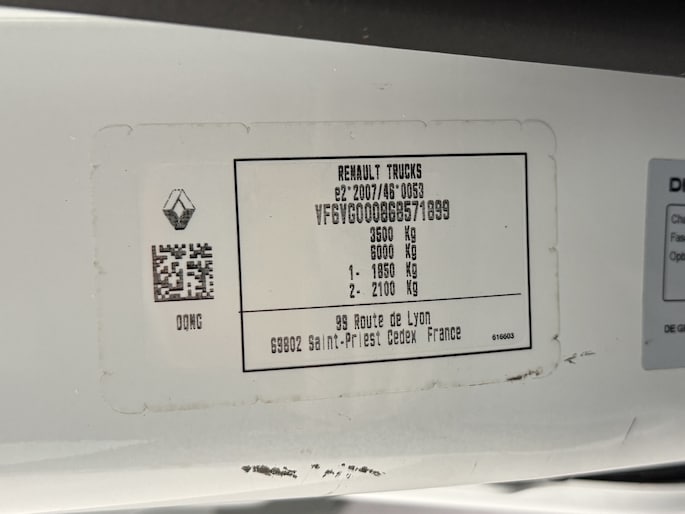 RENAULT TRUCKS
e2*2007/46*0053
VF6VG000868571899
3500 Kg
6000 Kg
1- 1850 Kg
2- 2100 Kg
99 Route de Lyon
69802 Saint-Priest Cedex France
616603
DQNG